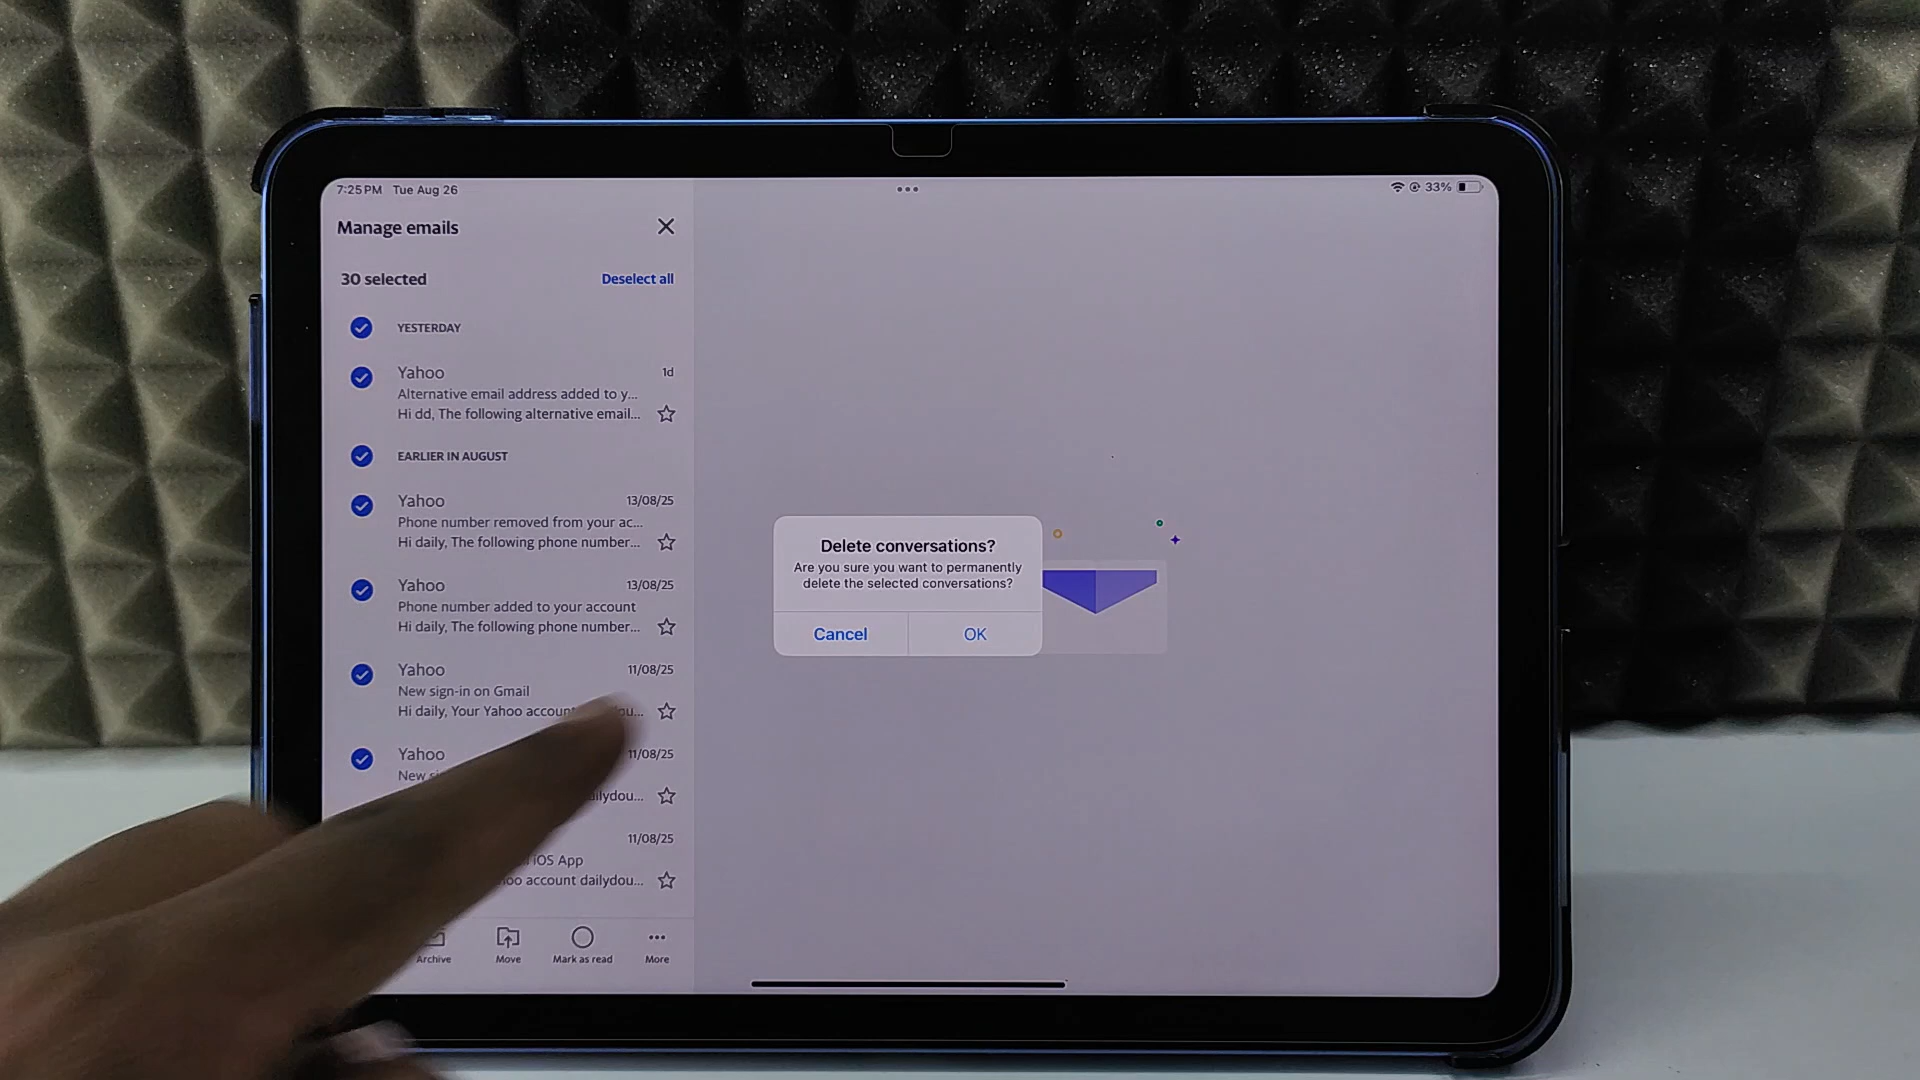 7:25 PM Tue Aug 26
33%
Manage emails
30 selected
Deselect all
YESTERDAY
Yahoo
1d
Alternative email address added to y...
Hi dd, The following alternative email...
EARLIER IN AUGUST
Yahoo
13/08/25
Phone number removed from your ac...
Hi daily, The following phone number...
Yahoo
13/08/25
Phone number added to your account
Hi daily, The following phone number...
Yahoo
11/08/25
New sign-in on Gmail
Hi daily, Your Yahoo account
Yahoo
11/08/25
ailydou...
11/08/25
iOS App
account dailydou...
Archive
Move
Mark as read
More
Delete conversations?
Are you sure you want to permanently
delete the selected conversations?
Cancel
OK